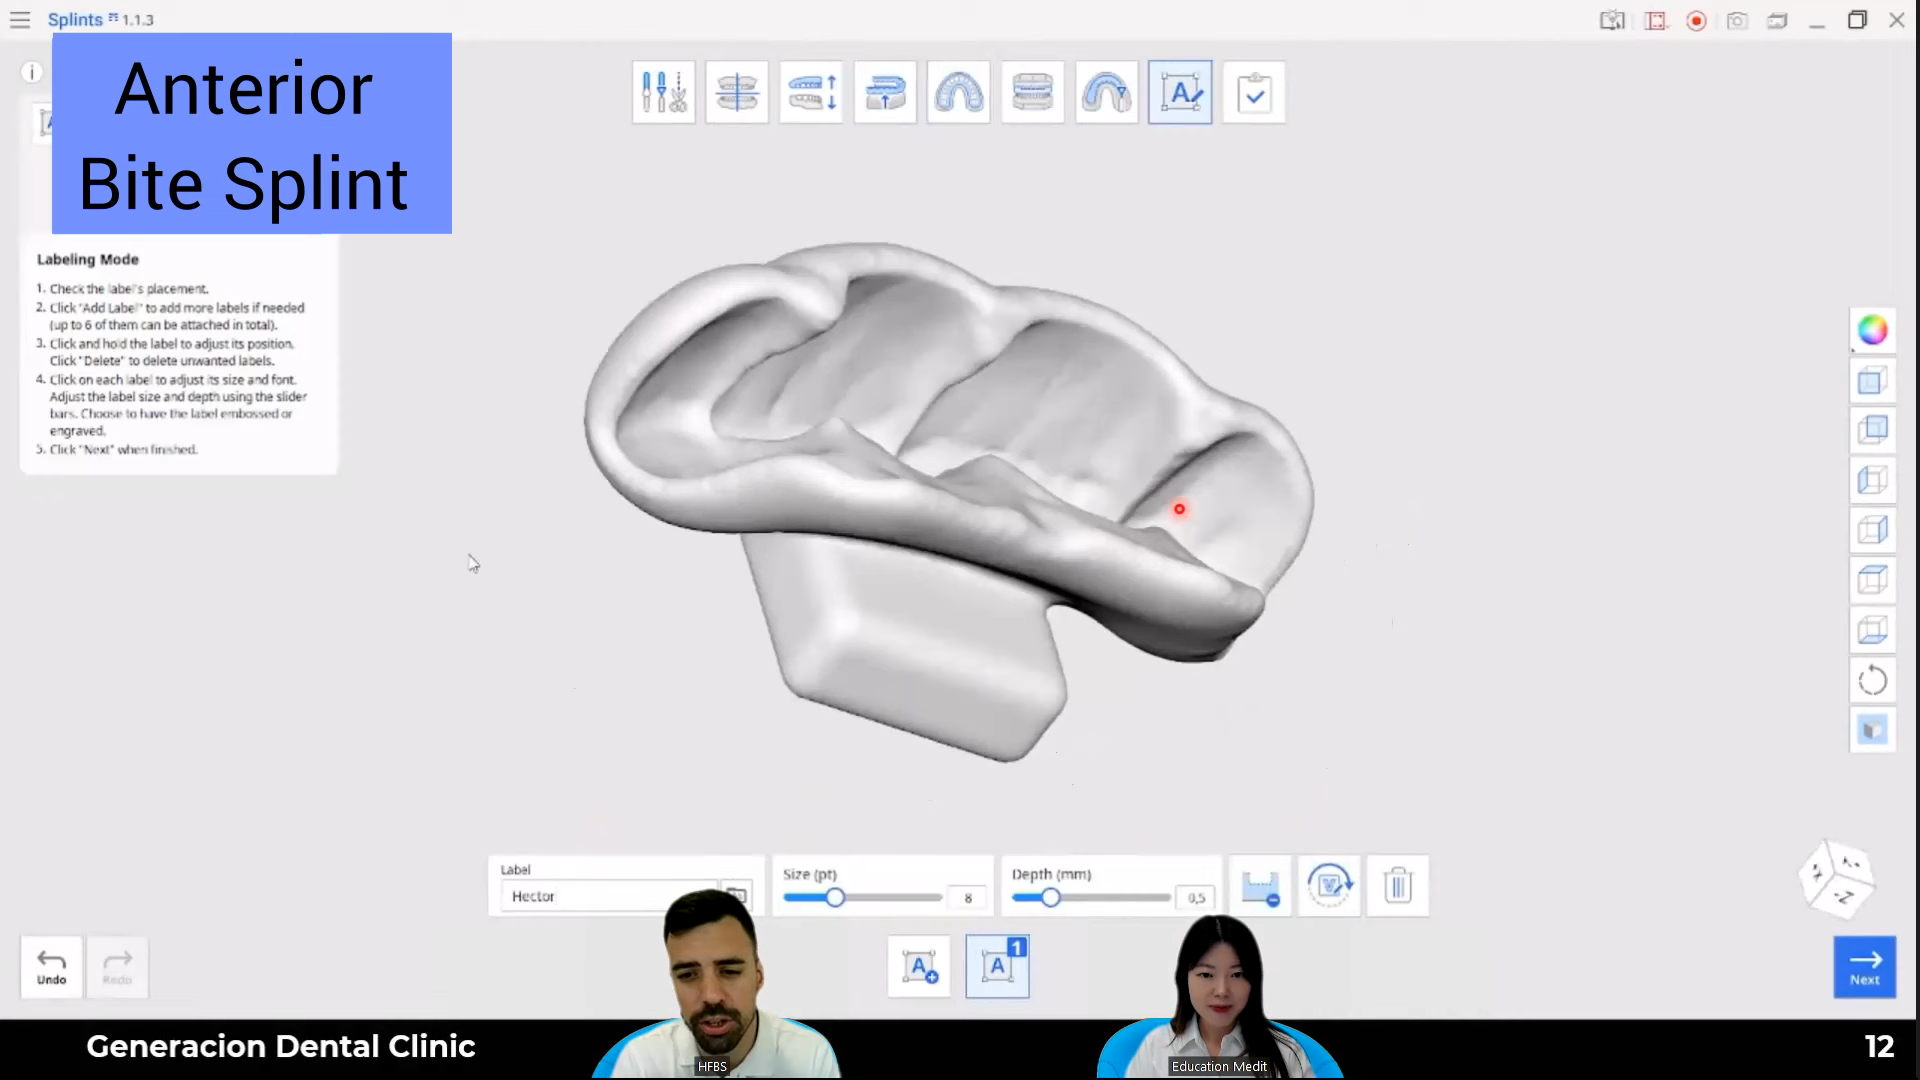 Splints 1.1.3
Anterior
Bite Splint
Labeling Mode
1. Check the label's placement.
2. Click "Add Label" to add more labels if needed
(up to 6 of them can be attached in total).
3. Click and hold the label to adjust its position.
Click "Delete" to delete unwanted labels.
4. Click on each label to adjust its size and font.
Adjust the label size and depth using the slider
bars. Choose to have the label embossed or
engraved.
5. Click "Next" when finished.
Label
Hector
Size (pt)
8
Depth (mm)
0,5
Undo
Redo
A
A 1
Next
Generacion Dental Clinic
HFBS
Education Medit
12